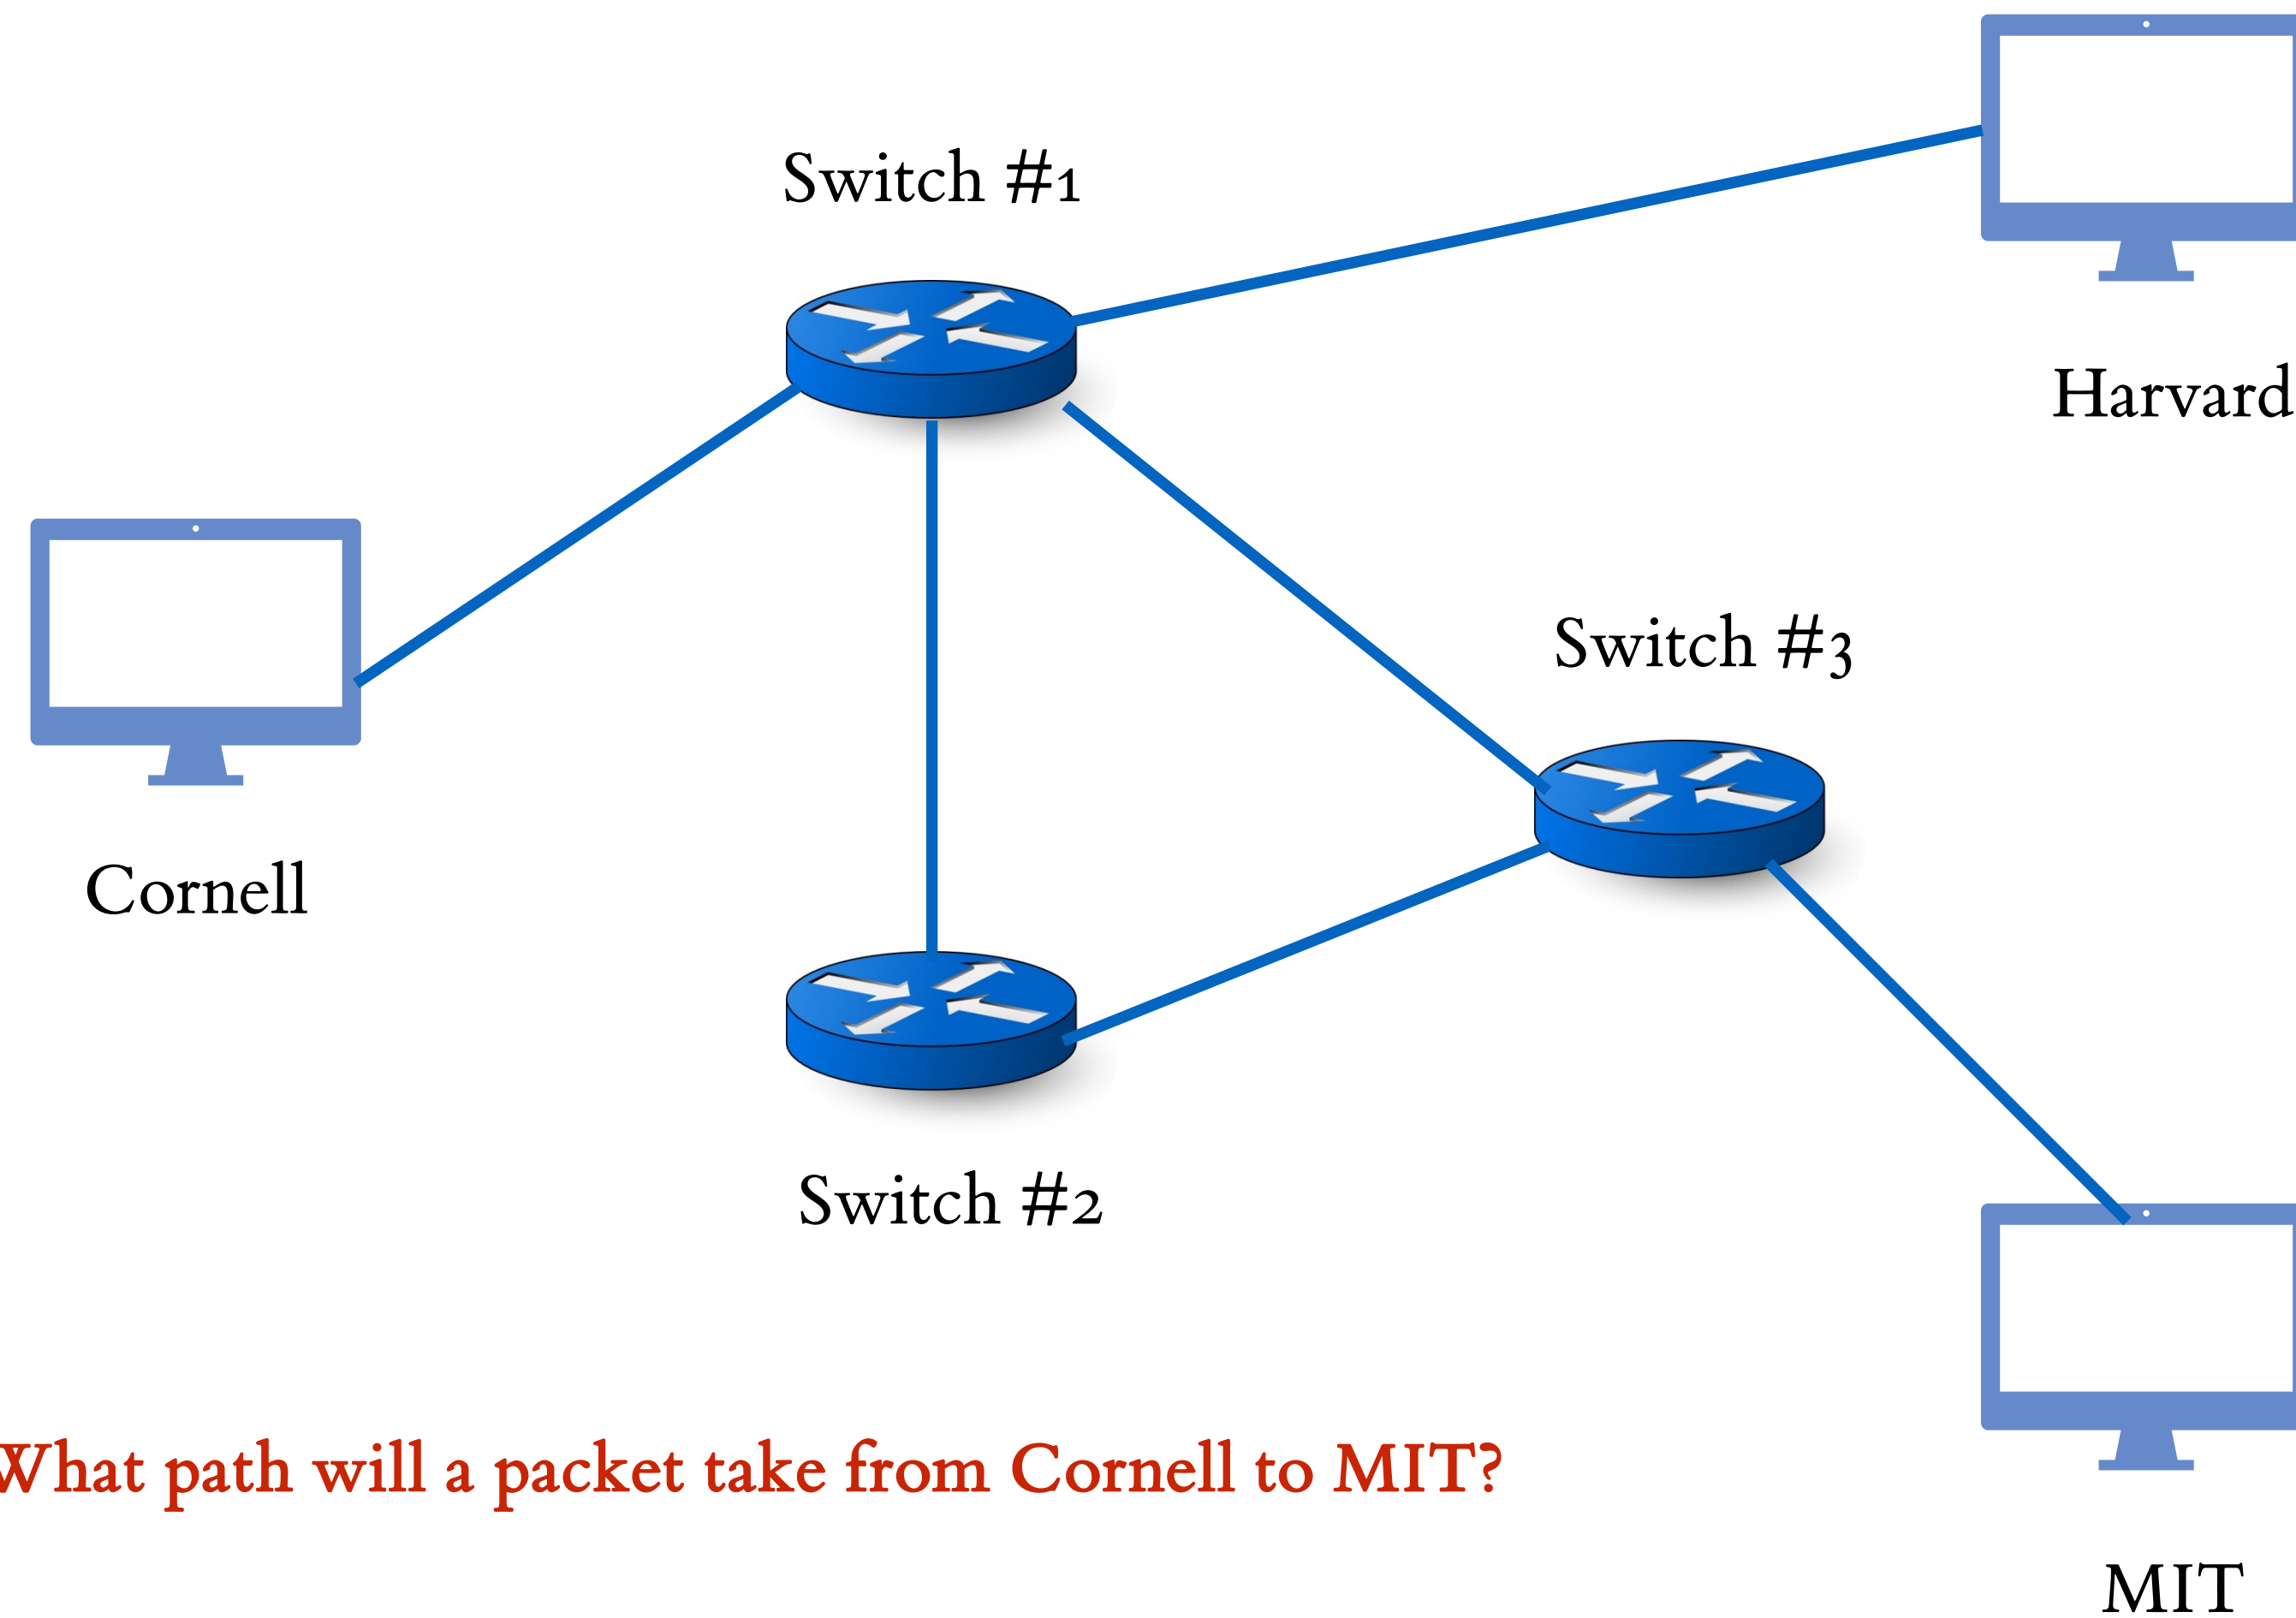 Switch #1
Harvard
Switch #3
Cornell
Switch #2
What path will a packet take from Cornell to MIT?
MIT